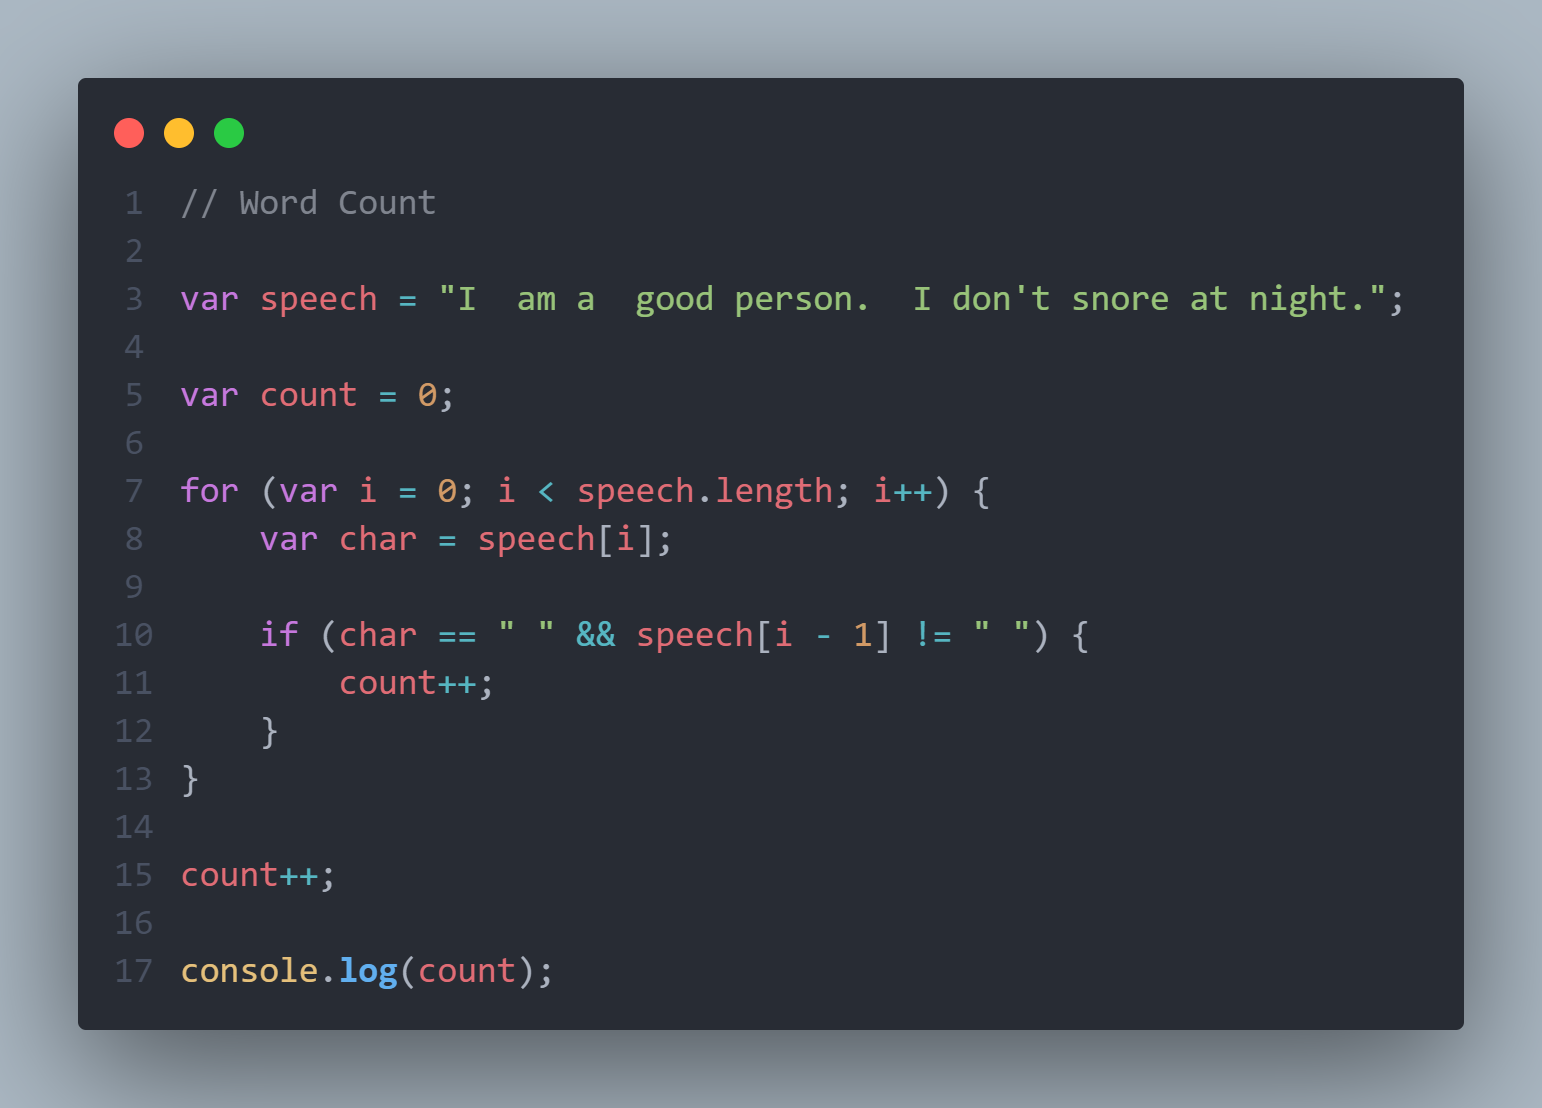 1 // Word Count
2
3 var speech = "I  am a  good person.  I don't snore at night.";
4
5 var count = 0;
6
7 for (var i = 0; i < speech.length; i++) {
8     var char = speech[i];
9
10     if (char == " " && speech[i - 1] != " ") {
11         count++;
12     }
13 }
14
15 count++;
16
17 console.log(count);